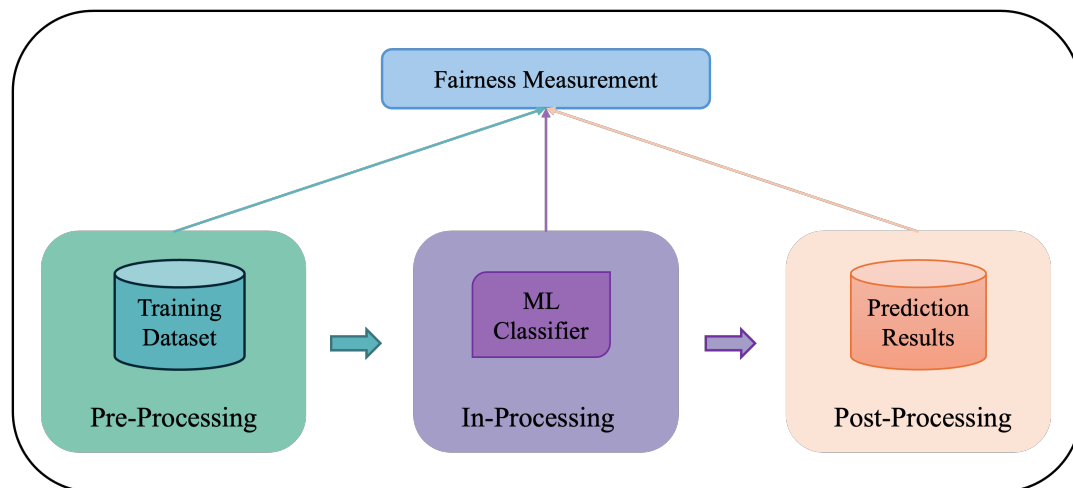 Fairness Measurement
Training
Dataset
Pre-Processing
ML
Classifier
In-Processing
Prediction
Results
Post-Processing